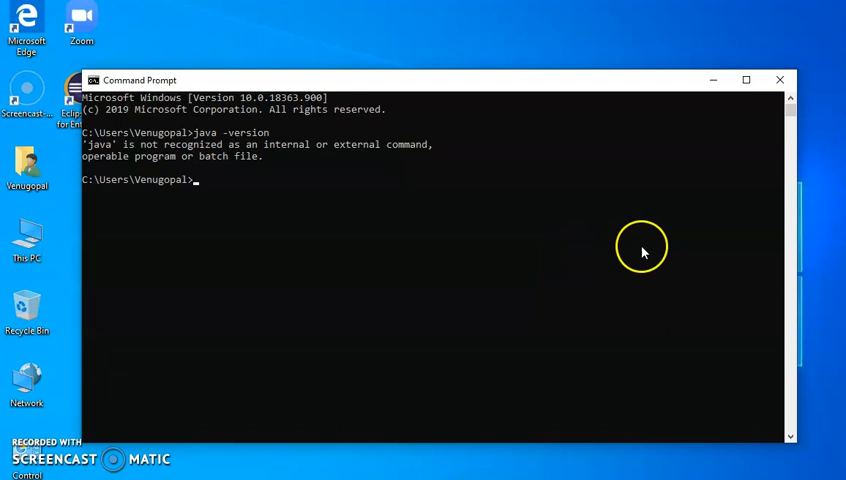 Microsoft
Edge
Zoom
Command Prompt
Microsoft Windows [Version 10.0.18363.900]
(c) 2019 Microsoft Corporation. All rights reserved.
Screencast-...
Eclips
for Ent
C:\Users\Venugopal>java -version
'java' is not recognized as an internal or external command,
operable program or batch file.
C:\Users\Venugopal>
Venugopal
This PC
Recycle Bin
Network
RECORDED WITH
SCREENCAST MATIC
Control